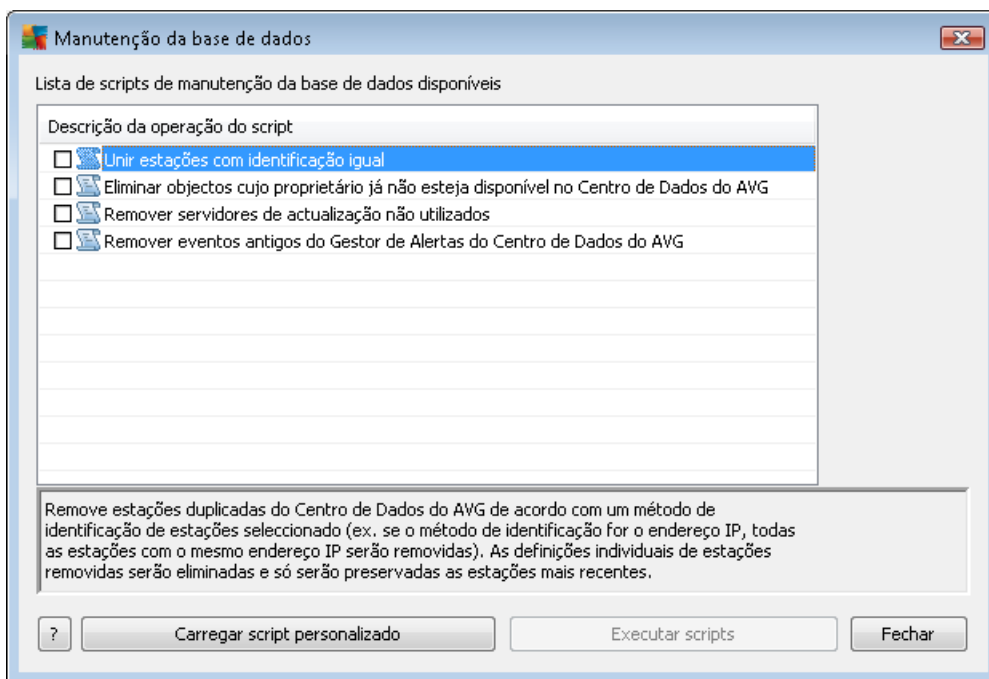 Manutenção da base de dados
Lista de scripts de manutenção da base de dados disponíveis
Descrição da operação do script
Unir estações com identificação igual
Eliminar objectos cujo proprietário já não esteja disponível no Centro de Dados do AVG
Remover servidores de actualização não utilizados
Remover eventos antigos do Gestor de Alertas do Centro de Dados do AVG
Remove estações duplicadas do Centro de Dados do AVG de acordo com um método de
identificação de estações seleccionado (ex. se o método de identificação for o endereço IP, todas
as estações com o mesmo endereço IP serão removidas). As definições individuais de estações
removidas serão eliminadas e só serão preservadas as estações mais recentes.
? Carregar script personalizado Executar scripts Fechar